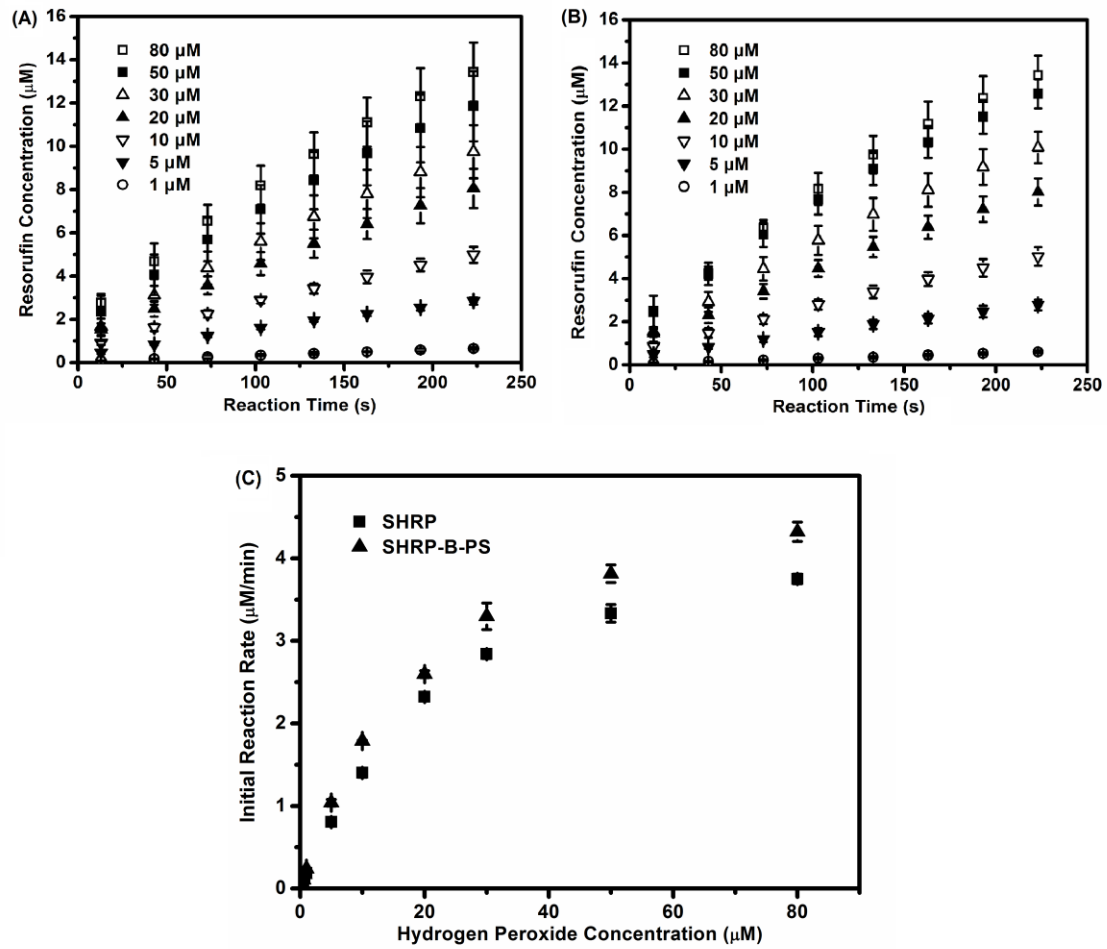 (A)
16
14
12
10
8
6
4
2
0
80 µM
50 µM
30 µM
20 µM
10 µM
5 µM
1 µM
Resorufin Concentration (µM)
0 50 100 150 200 250
Reaction Time (s)
(B)
16
14
12
10
8
6
4
2
0
80 µM
50 µM
30 µM
20 µM
10 µM
5 µM
1 µM
Resorufin Concentration (µM)
0 50 100 150 200 250
Reaction Time (s)
(C)
5
4
3
2
1
0
SHRP
SHRP-B-PS
Initial Reaction Rate (µM/min)
0 20 40 60 80
Hydrogen Peroxide Concentration (µM)